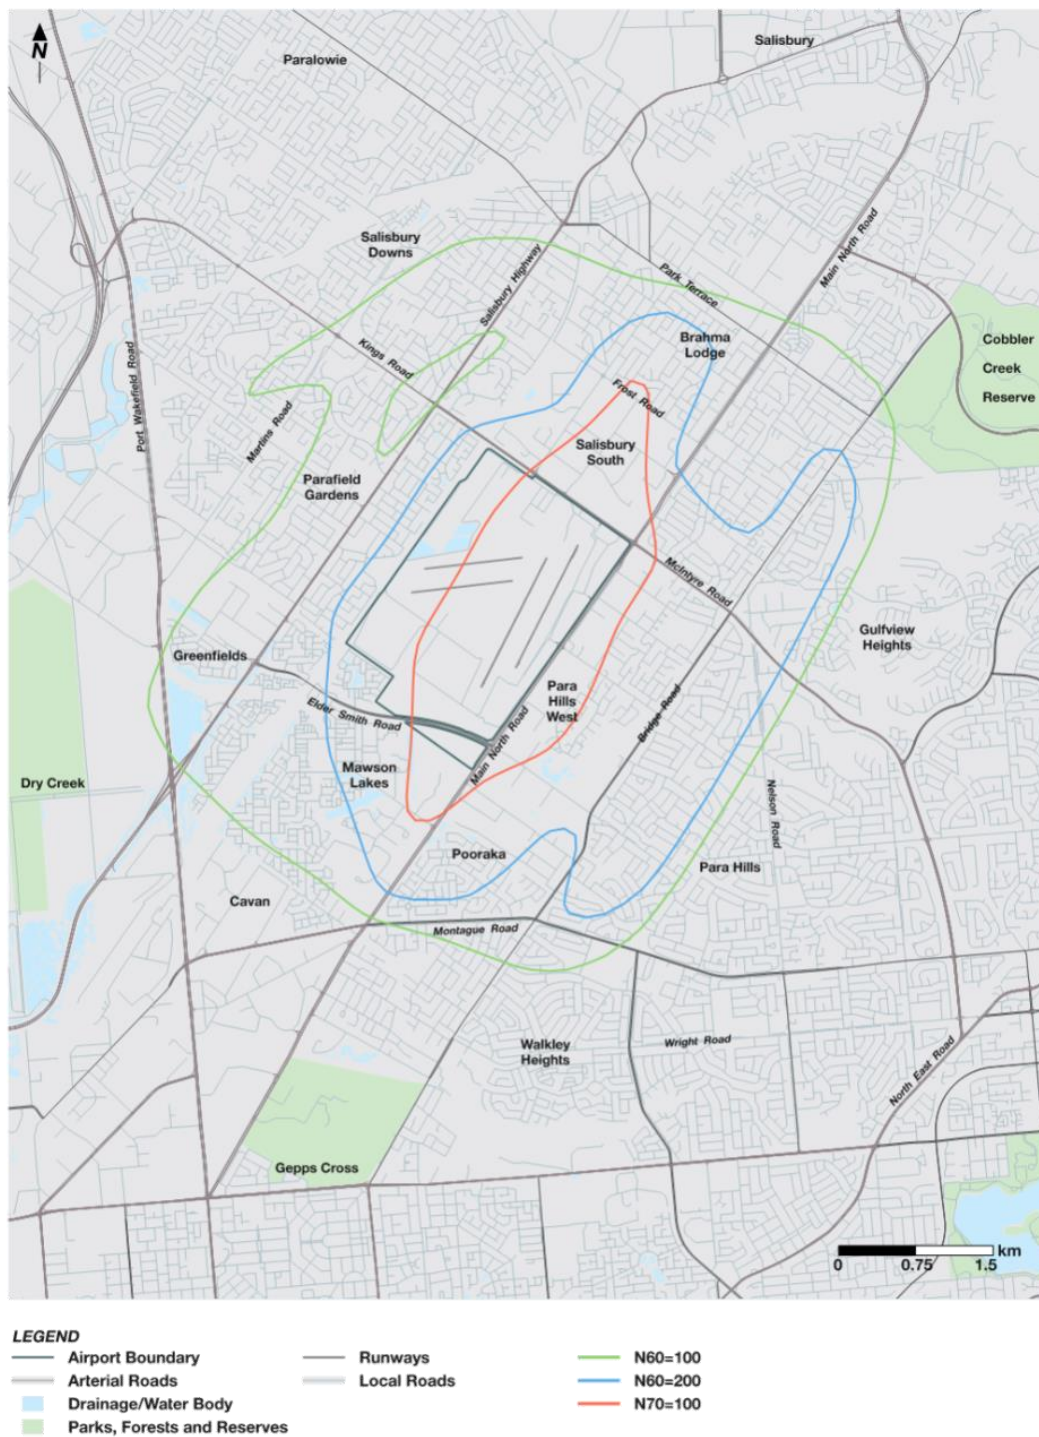 N
Paralowie
Salisbury
Salisbury
Downs
Salisbury Highway
Main North Road
Park Terrace
Cobbler
Creek
Reserve
Brahma
Lodge
Port Wakefield Road
Kings Road
Frost Road
Martins Road
Salisbury
South
Parafield
Gardens
McIntyre Road
Gulfview
Heights
Greenfields
Para
Hills
West
Bridge Road
Elder Smith Road
Main North Road
Mawson
Lakes
Dry Creek
Nelson Road
Pooraka
Para Hills
Cavan
Montague Road
Walkley
Heights
Wright Road
North East Road
Gepps Cross
km
0 0.75 1.5
LEGEND
Airport Boundary Runways N60=100
Arterial Roads Local Roads N60=200
Drainage/Water Body N70=100
Parks, Forests and Reserves